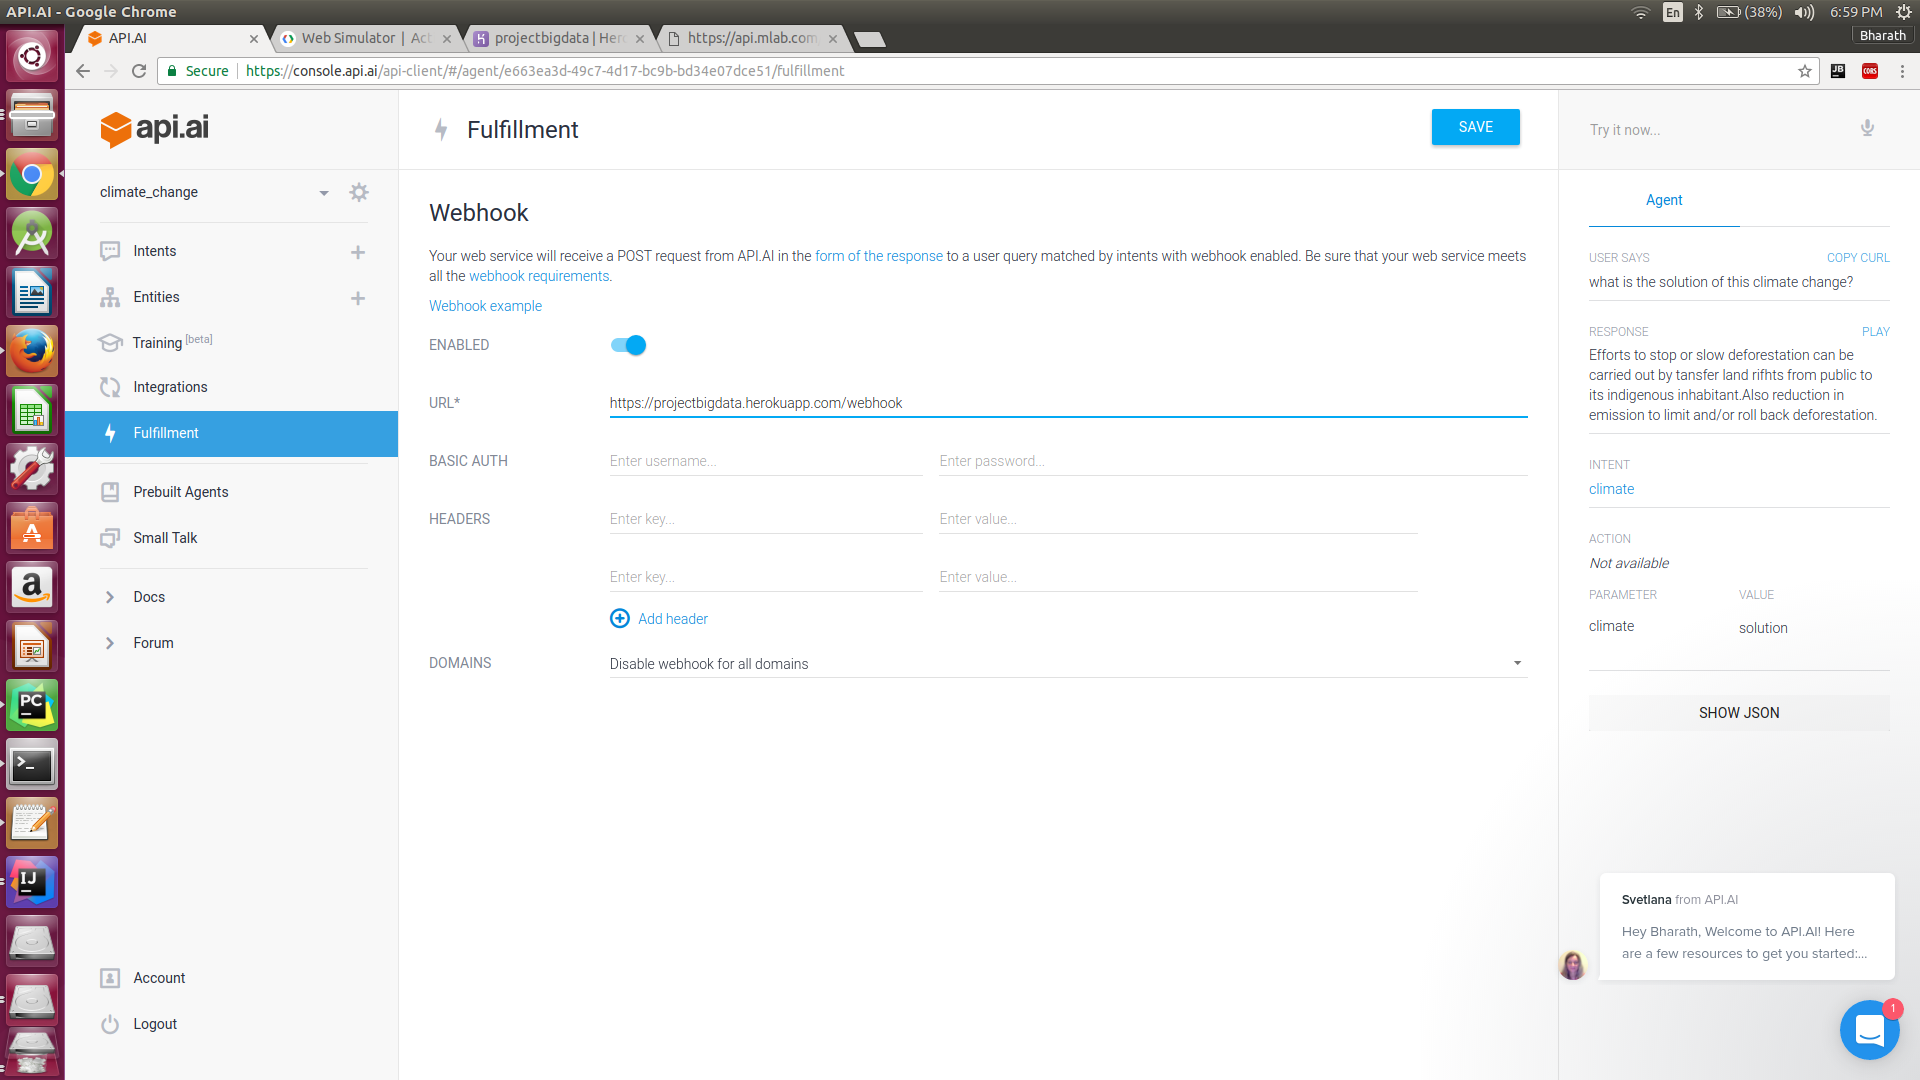 API.AI - Google Chrome
En
(38%)
6:59 PM
Bharath
API.AI
Web Simulator | Act
projectbigdata | Her
https://api.mlab.com
Secure
https://console.api.ai/api-client/#/agent/e663ea3d-49c7-4d17-bc9b-bd34e07dce51/fulfillment
JB
CORS
api.ai
climate_change
Intents
Entities
Training [beta]
Integrations
Fulfillment
Prebuilt Agents
Small Talk
Docs
Forum
Account
Logout
Fulfillment
SAVE
Webhook
Your web service will receive a POST request from API.AI in the form of the response to a user query matched by intents with webhook enabled. Be sure that your web service meets
all the webhook requirements.
Webhook example
ENABLED
URL*
https://projectbigdata.herokuapp.com/webhook
BASIC AUTH
Enter username...
Enter password...
HEADERS
Enter key...
Enter value...
Enter key...
Enter value...
Add header
DOMAINS
Disable webhook for all domains
Try it now...
Agent
USER SAYS
COPY CURL
what is the solution of this climate change?
RESPONSE
PLAY
Efforts to stop or slow deforestation can be
carried out by tansfer land rifhts from public to
its indigenous inhabitant.Also reduction in
emission to limit and/or roll back deforestation.
INTENT
climate
ACTION
Not available
PARAMETER
VALUE
climate
solution
SHOW JSON
Svetlana from API.AI
Hey Bharath, Welcome to API.AI! Here
are a few resources to get you started:...
1
PC
IJ